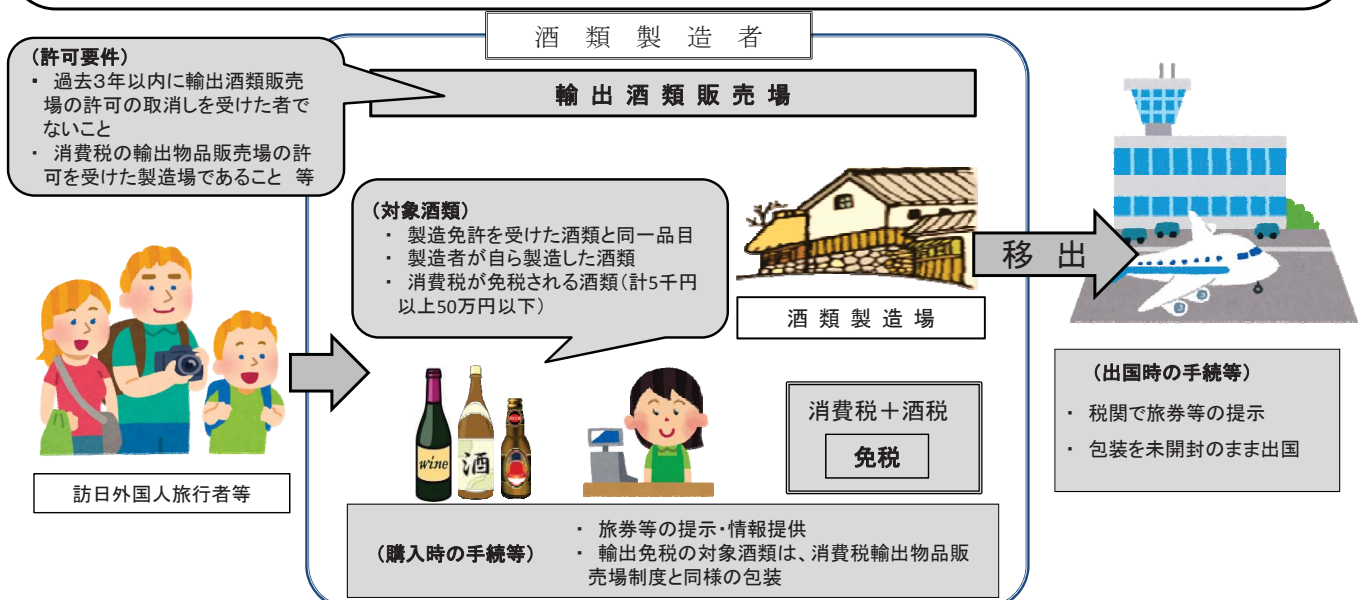 酒類製造者
(許可要件)
・ 過去3年以内に輸出酒類販売
場の許可の取消しを受けた者で
ないこと
・ 消費税の輸出物品販売場の許
可を受けた製造場であること 等
輸出酒類販売場
(対象酒類)
・ 製造免許を受けた酒類と同一品目
・ 製造者が自ら製造した酒類
・ 消費税が免税される酒類(計5千円
以上50万円以下)
酒類製造場
移出
wine
酒
消費税+酒税
免税
訪日外国人旅行者等
(購入時の手続等)
・ 旅券等の提示・情報提供
・ 輸出免税の対象酒類は、消費税輸出物品販
売場制度と同様の包装
(出国時の手続等)
・ 税関で旅券等の提示
・ 包装を未開封のまま出国